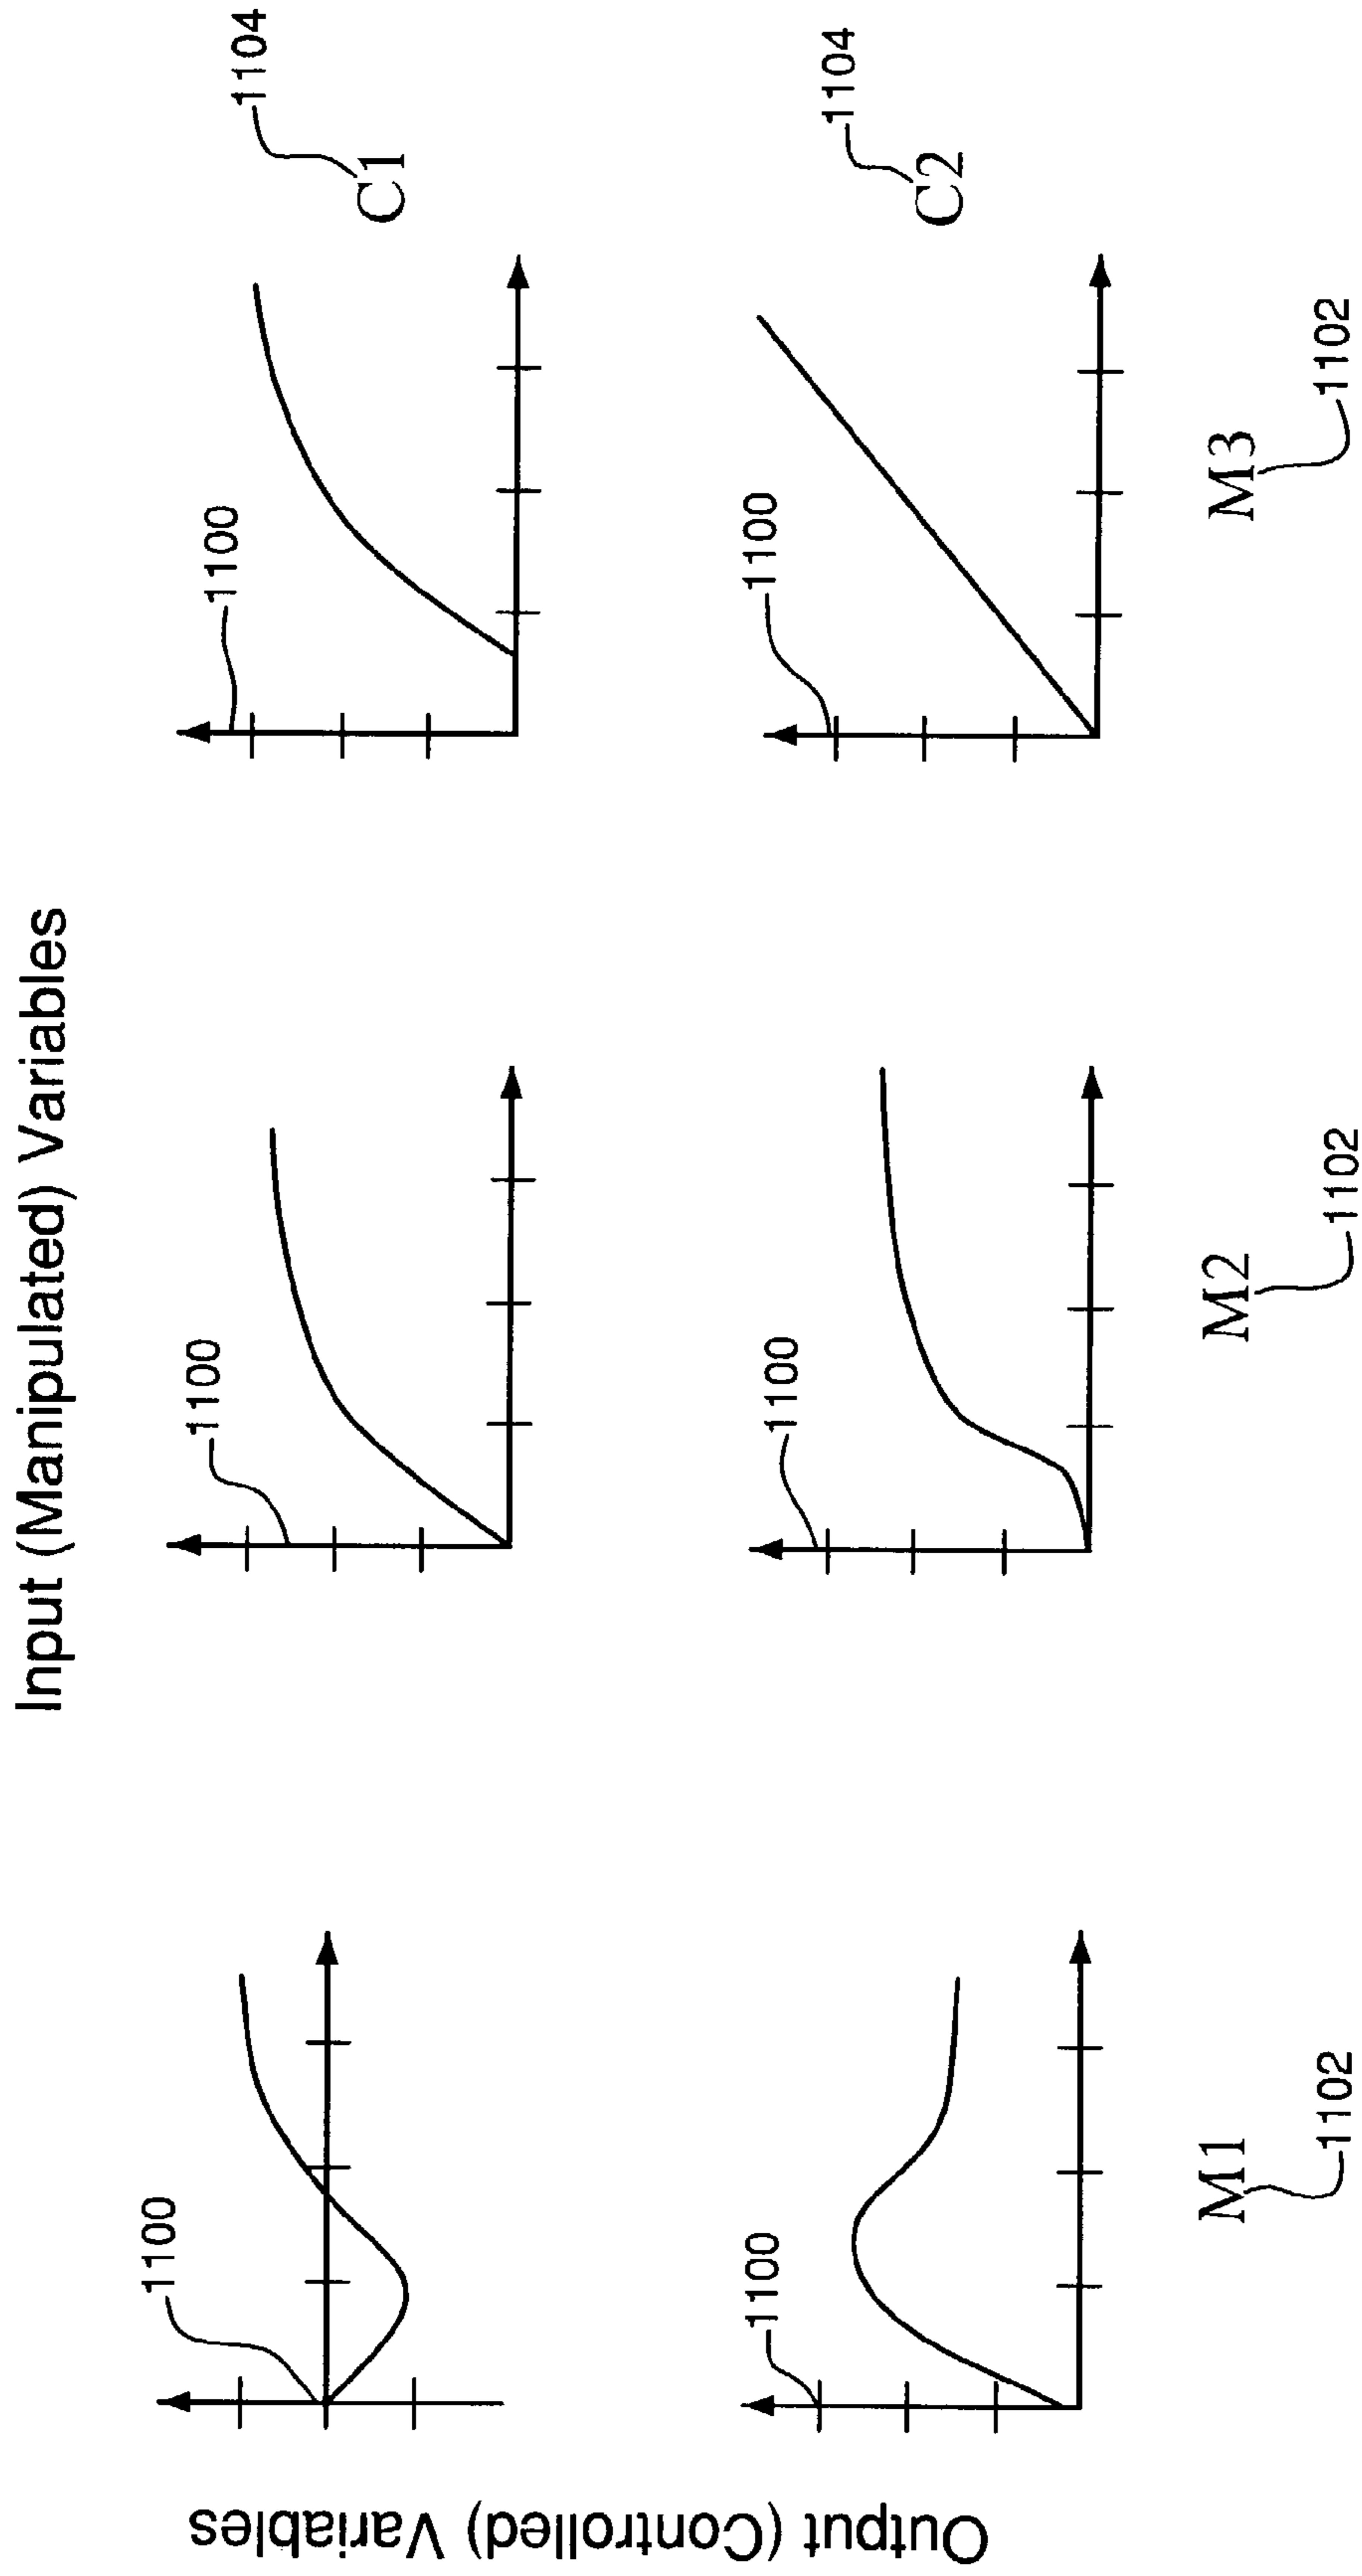 Input (Manipulated) Variables
Output (Controlled) Variables
1100
1100
1100
1104
C1
1100
1100
1100
1104
C2
M1
M2
M3
1102
1102
1102